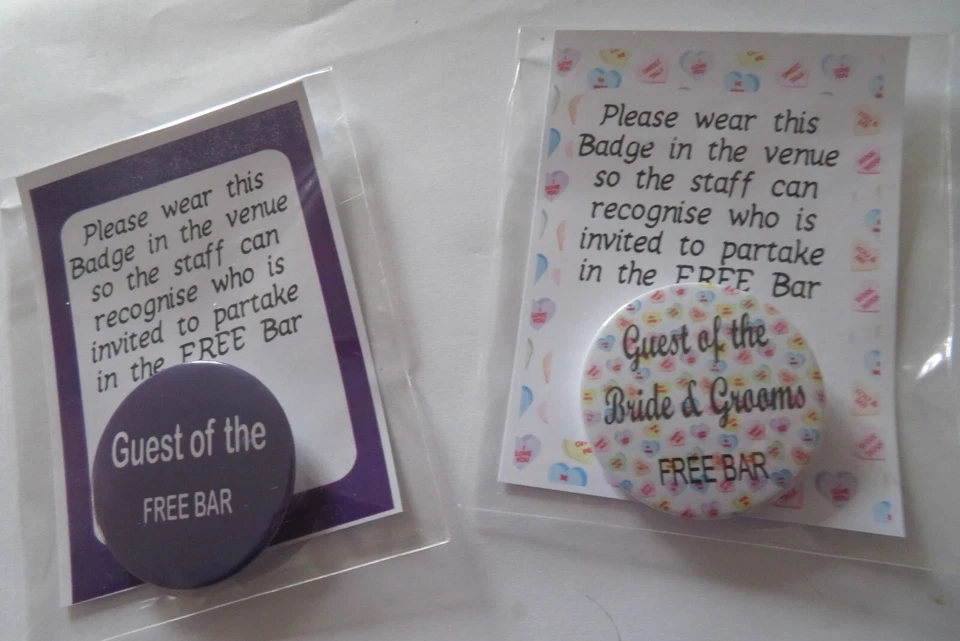 Please wear this
Badge in the venue
so the staff can
recognise who is
invited to partake
in the FREE Bar
Guest of the
FREE BAR
Please wear this
Badge in the venue
so the staff can
recognise who is
invited to partake
in the FREE Bar
Guest of the
Bride & Grooms
FREE BAR